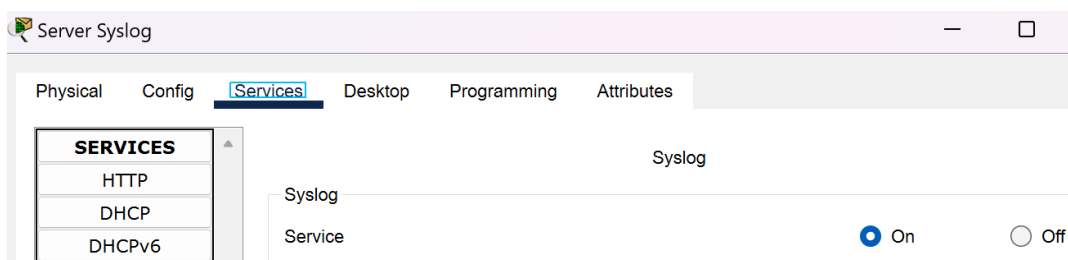 Server Syslog
Physical Config Services Desktop Programming Attributes
SERVICES
HTTP
DHCP
DHCPv6
Syslog
Syslog
Service On Off